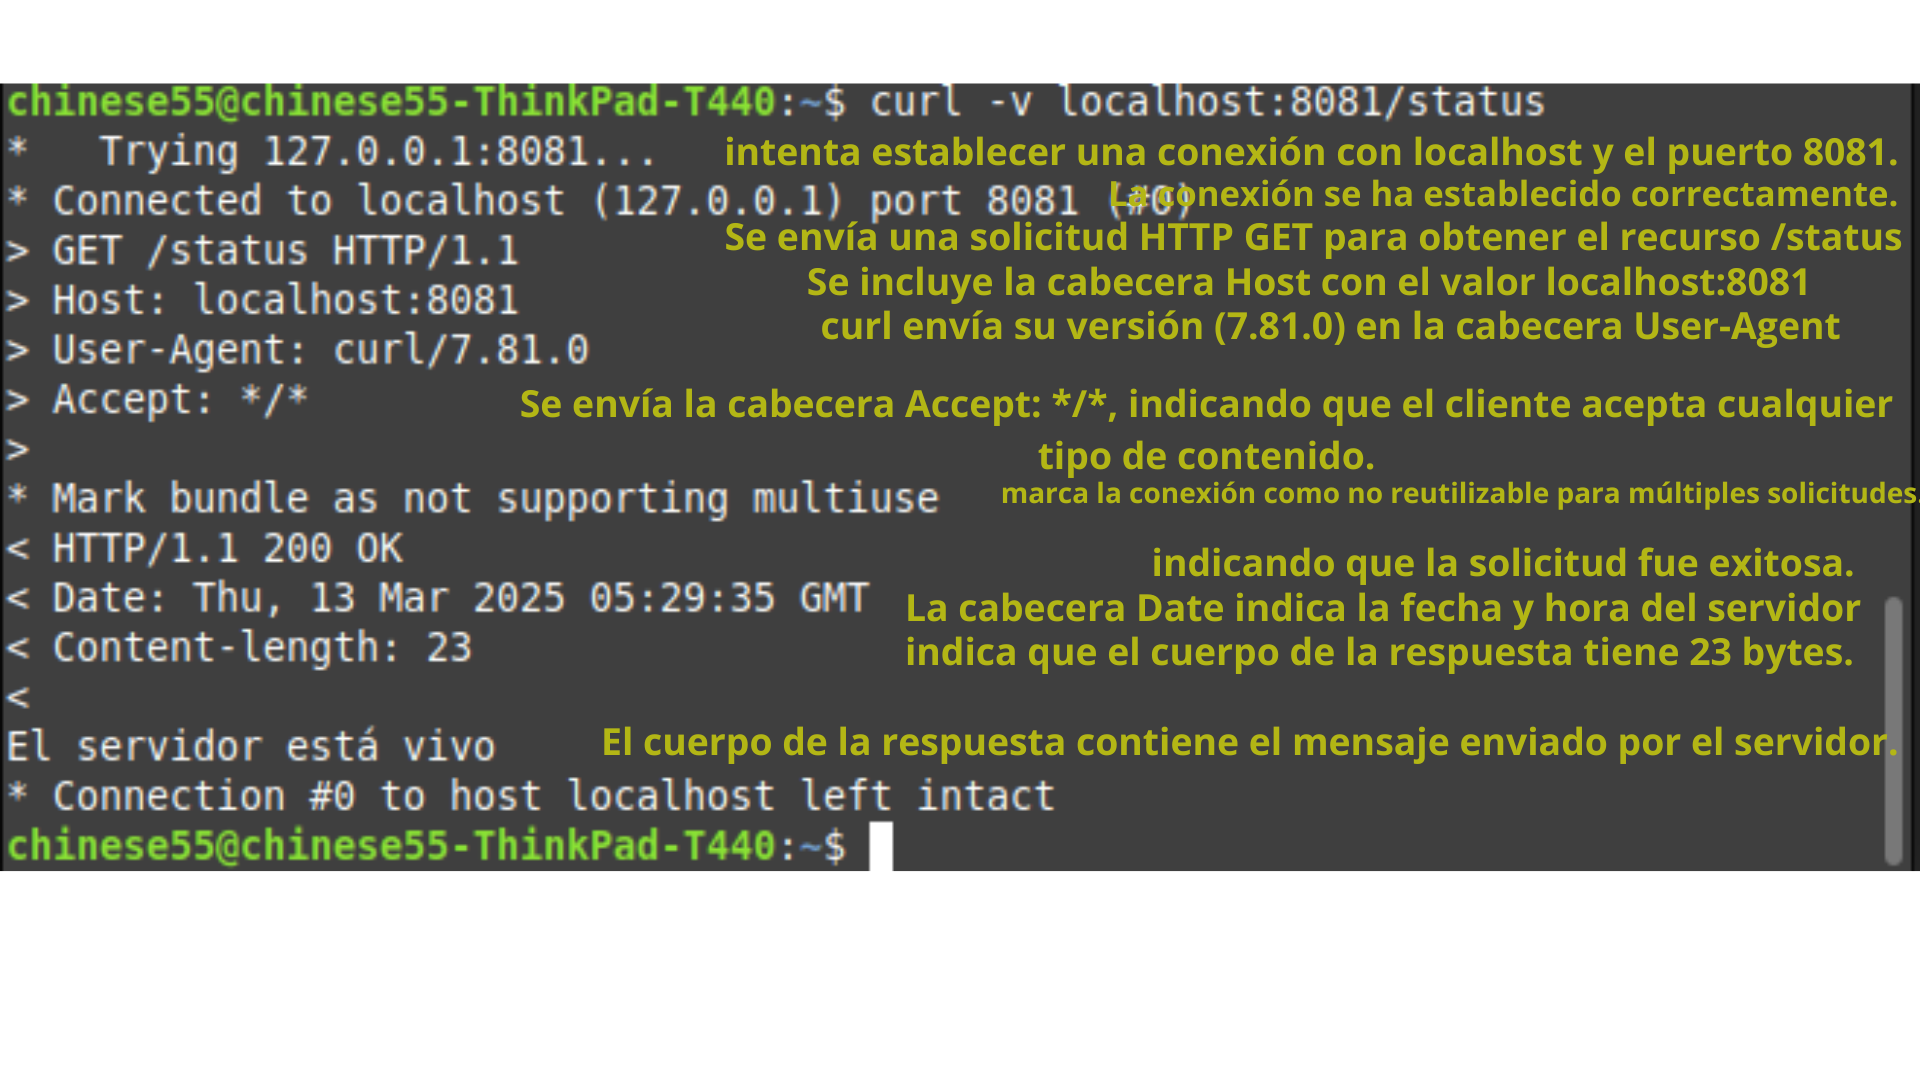 chinese55@chinese55-ThinkPad-T440:~$ curl -v localhost:8081/status
* Trying 127.0.0.1:8081... intenta establecer una conexión con localhost y el puerto 8081.
* Connected to localhost (127.0.0.1) port 8081 (#0) La conexión se ha establecido correctamente.
> GET /status HTTP/1.1 Se envía una solicitud HTTP GET para obtener el recurso /status
> Host: localhost:8081 Se incluye la cabecera Host con el valor localhost:8081
> User-Agent: curl/7.81.0 curl envía su versión (7.81.0) en la cabecera User-Agent
> Accept: */* Se envía la cabecera Accept: */*, indicando que el cliente acepta cualquier
> tipo de contenido.
* Mark bundle as not supporting multiuse marca la conexión como no reutilizable para múltiples solicitudes.
< HTTP/1.1 200 OK indicando que la solicitud fue exitosa.
< Date: Thu, 13 Mar 2025 05:29:35 GMT La cabecera Date indica la fecha y hora del servidor
< Content-length: 23 indica que el cuerpo de la respuesta tiene 23 bytes.
<
El servidor está vivo El cuerpo de la respuesta contiene el mensaje enviado por el servidor.
* Connection #0 to host localhost left intact
chinese55@chinese55-ThinkPad-T440:~$